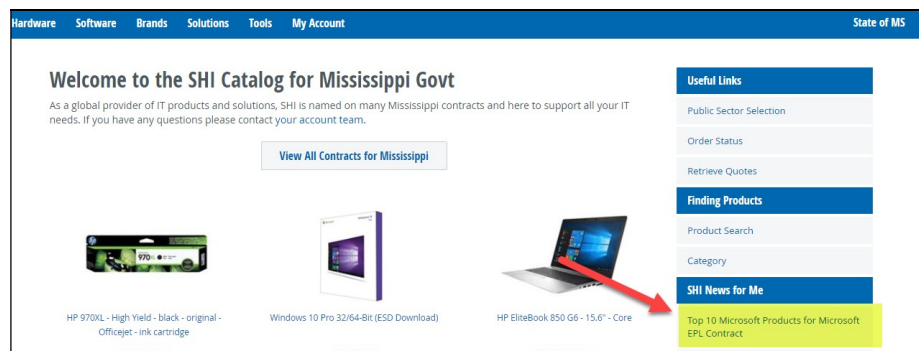 Hardware Software Brands Solutions Tools My Account State of MS
Welcome to the SHI Catalog for Mississippi Govt
As a global provider of IT products and solutions, SHI is named on many Mississippi contracts and here to support all your IT
needs. If you have any questions please contact your account team.
View All Contracts for Mississippi
970XL
HP 970XL - High Yield - black - original -
Officejet - ink cartridge
Windows 10 Pro 32/64-Bit (ESD Download)
HP EliteBook 850 G6 - 15.6" - Core
Useful Links
Public Sector Selection
Order Status
Retrieve Quotes
Finding Products
Product Search
Category
SHI News for Me
Top 10 Microsoft Products for Microsoft
EPL Contract